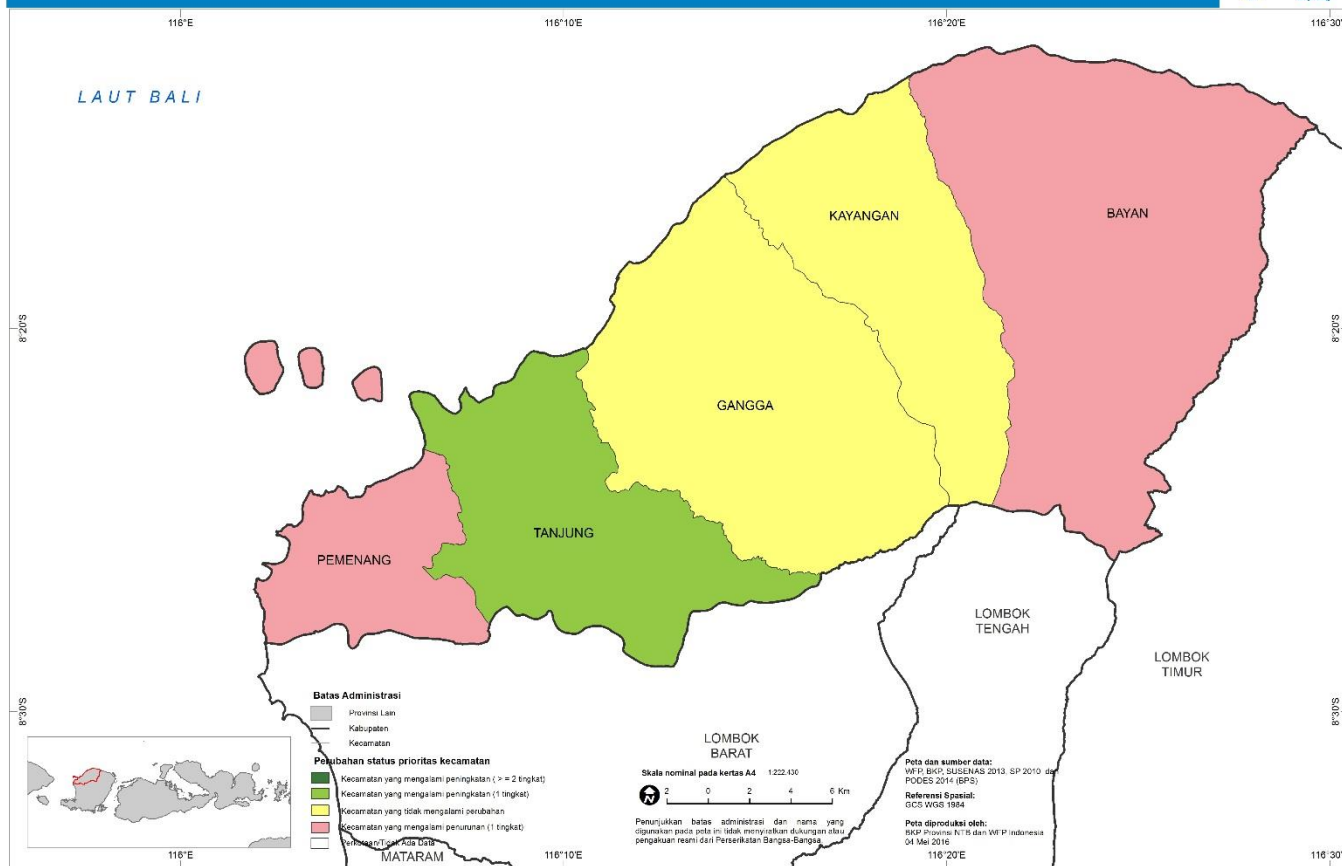 116°E
116°10'E
116°20'E
116°30'
LAUT BALI
KAYANGAN
BAYAN
8°20'S
8°20'S
GANGGA
TANJUNG
PEMENANG
LOMBOK
TENGAH
LOMBOK
TIMUR
8°30'S
8°30'S
LOMBOK
BARAT
Batas Administrasi
Provinsi Lain
Kabupaten
Kecamatan
Perubahan status prioritas kecamatan
Kecamatan yang mengalami peningkatan ( > = 2 tingkat)
Kecamatan yang mengalami peningkatan (1 tingkat)
Kecamatan yang tidak mengalami perubahan
Kecamatan yang mengalami penurunan (1 tingkat)
Perkotaan/Tidak Ada Data
MATARAM
Skala nominal pada kertas A4 1:222.430
2 0 2 4 6 Km
Penunjukkan batas administrasi dan nama yang
digunakan pada peta ini tidak menyiratkan dukungan atau
pengakuan resmi dari Perserikatan Bangsa-Bangsa.
Peta dan sumber data:
WFP, BKP, SUSENAS 2013, SP 2010 da
PODES 2014 (BPS)
Referensi Spasial:
GCS WGS 1984
Peta diproduksi oleh:
BKP Provinsi NTB dan WFP Indonesia
04 Mei 2016
116°E
116°10'E
116°20'E
116°30'